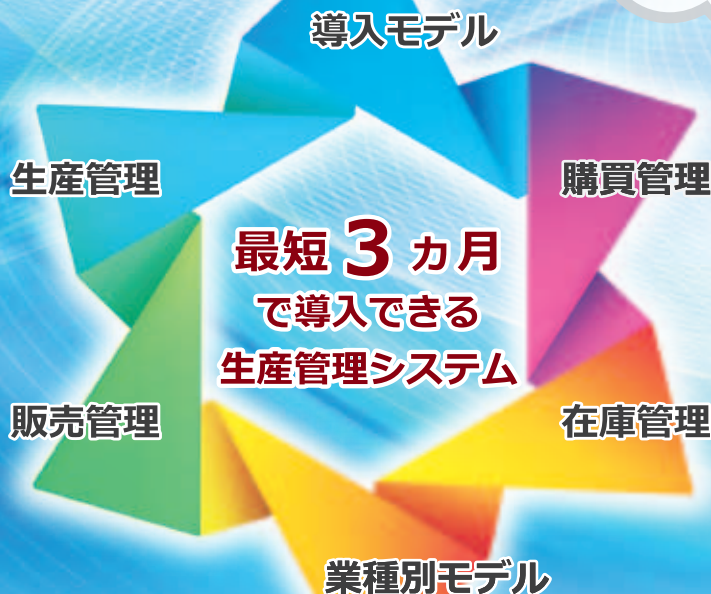 導入モデル
生産管理
購買管理
最短3ヵ月
で導入できる
生産管理システム
販売管理
在庫管理
業種別モデル